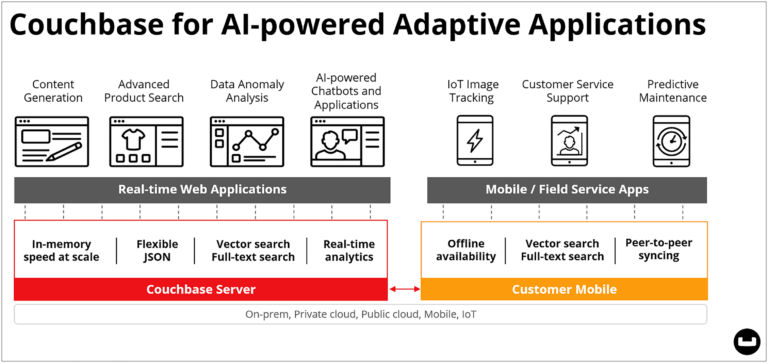 Couchbase for AI-powered Adaptive Applications
Content
Generation
Advanced
Product Search
Data Anomaly
Analysis
AI-powered
Chatbots and
Applications
IoT Image
Tracking
Customer Service
Support
Predictive
Maintenance
Real-time Web Applications
Mobile / Field Service Apps
In-memory
speed at scale
Flexible
JSON
Vector search
Full-text search
Real-time
analytics
Offline
availability
Vector search
Full-text search
Peer-to-peer
syncing
Couchbase Server
Customer Mobile
On-prem, Private cloud, Public cloud, Mobile, IoT